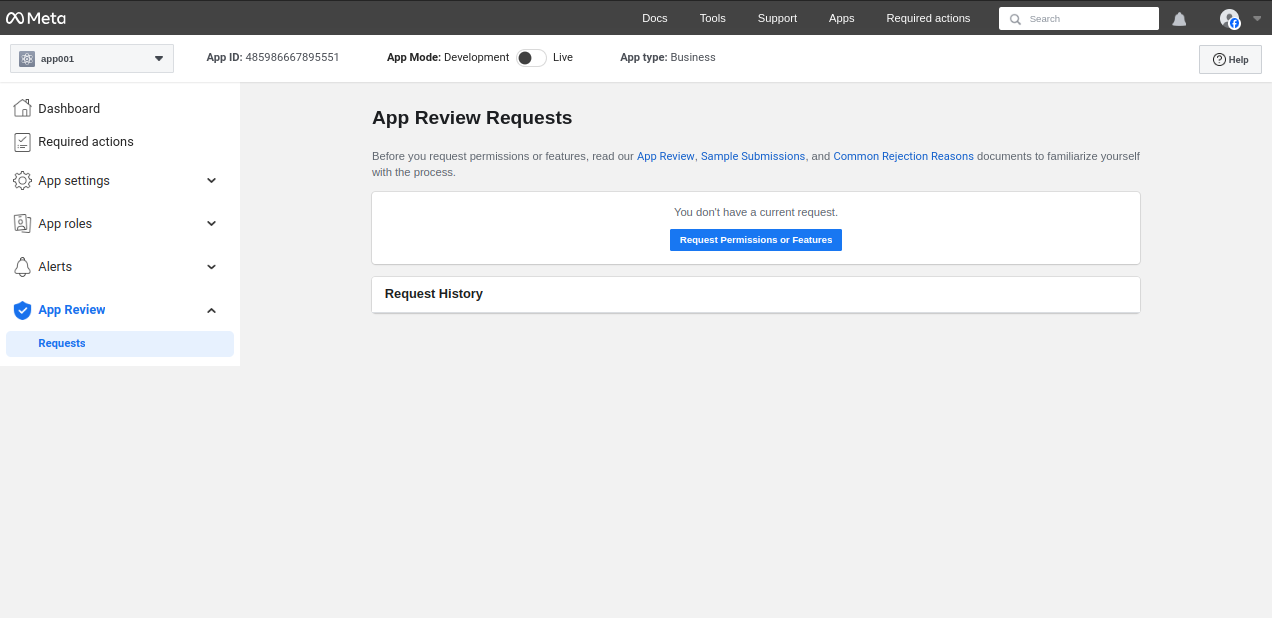 Meta
Docs Tools Support Apps Required actions Search
app001 App ID: 485986667895551 App Mode: Development Live App type: Business Help
Dashboard
Required actions
App settings
App roles
Alerts
App Review
Requests
App Review Requests
Before you request permissions or features, read our App Review, Sample Submissions, and Common Rejection Reasons documents to familiarize yourself
with the process.
You don't have a current request.
Request Permissions or Features
Request History